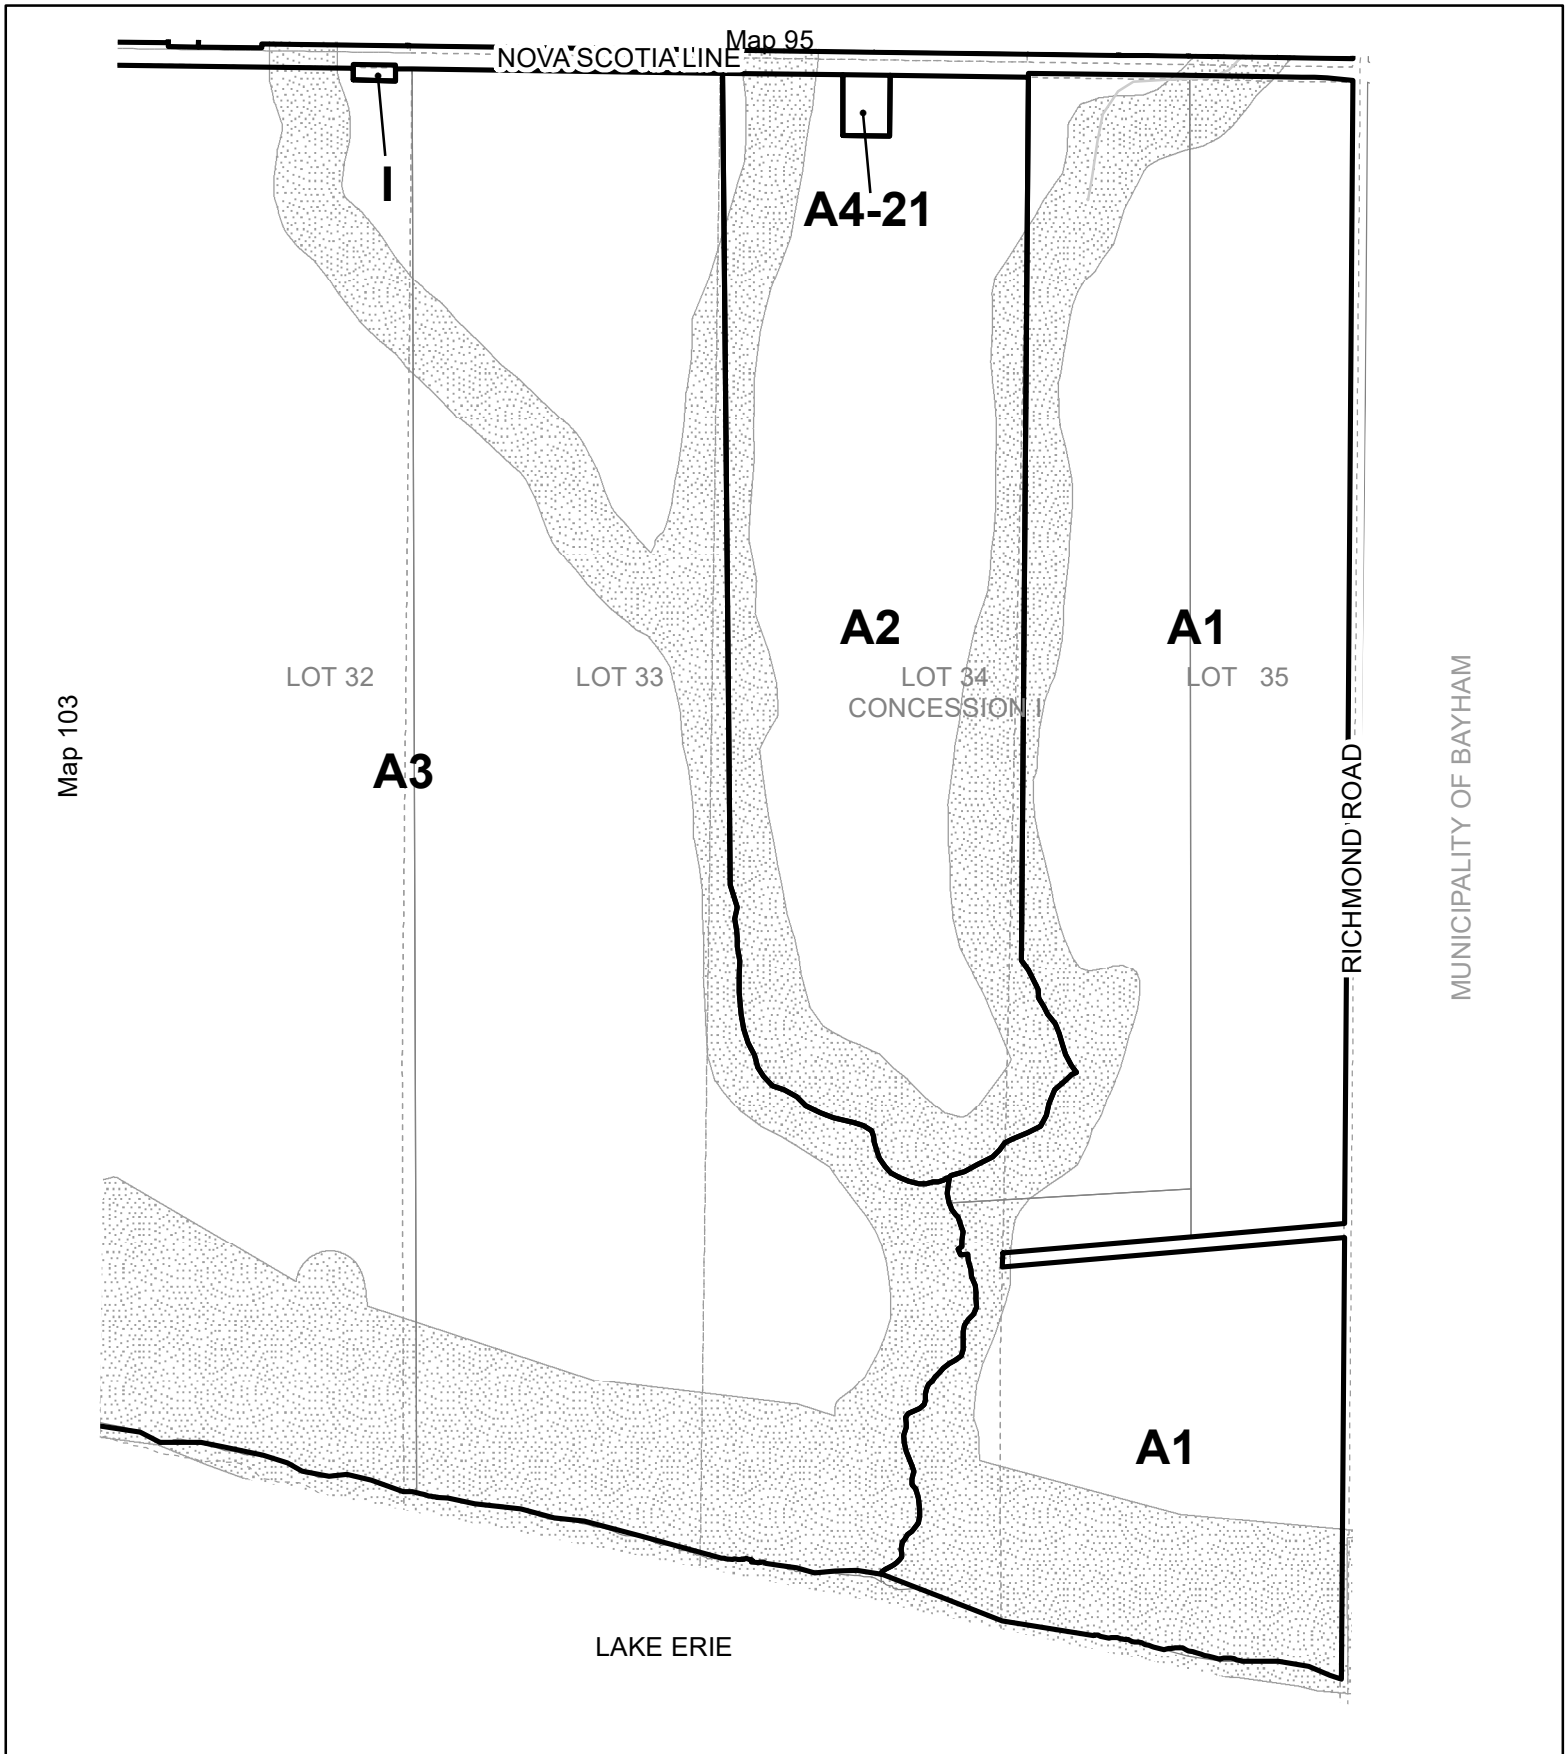 Map 95
NOVA SCOTIA LINE
I
A4-21
A2
A1
LOT 32
LOT 33
LOT 34
LOT 35
CONCESSION I
Map 103
A3
RICHMOND ROAD
MUNICIPALITY OF BAYHAM
A1
LAKE ERIE